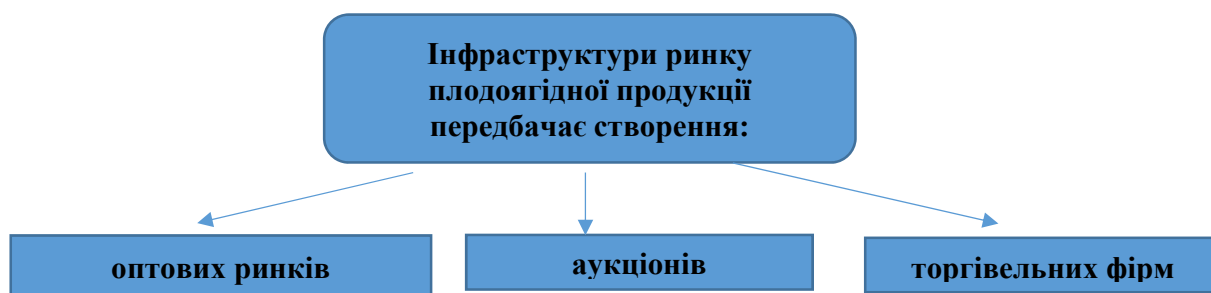 Інфраструктури ринку
плодоягідної продукції
передбачає створення:
оптових ринків
аукціонів
торгівельних фірм